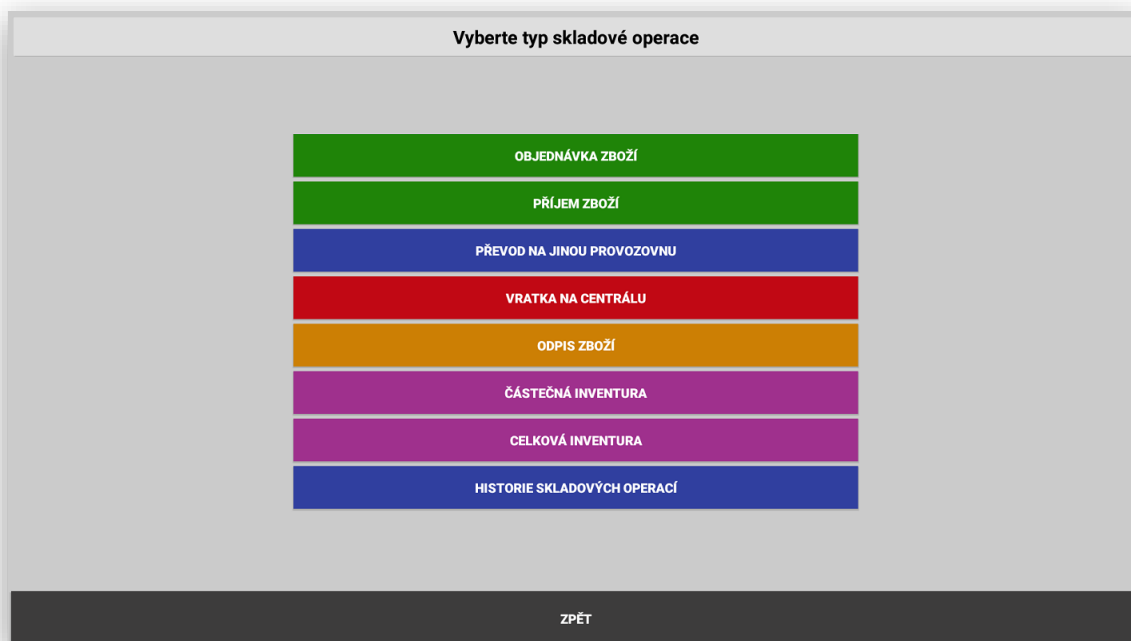 Vyberte typ skladové operace
OBJEDNÁVKA ZBOŽÍ
PŘÍJEM ZBOŽÍ
PŘEVOD NA JINOU PROVOZOVNU
VRATKA NA CENTRÁLU
ODPIS ZBOŽÍ
ČÁSTEČNÁ INVENTURA
CELKOVÁ INVENTURA
HISTORIE SKLADOVÝCH OPERACÍ
ZPĚT